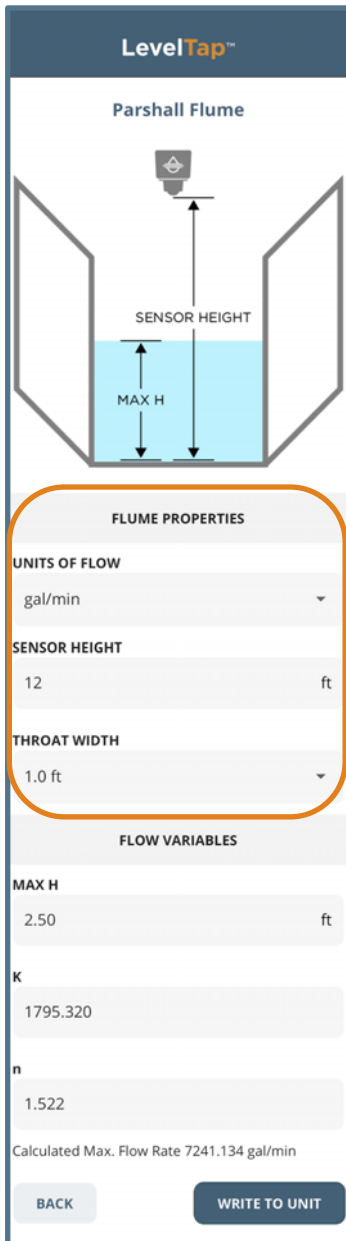 LevelTap™
Parshall Flume
SENSOR HEIGHT
MAX H
FLUME PROPERTIES
UNITS OF FLOW
gal/min
SENSOR HEIGHT
12 ft
THROAT WIDTH
1.0 ft
FLOW VARIABLES
MAX H
2.50 ft
K
1795.320
n
1.522
Calculated Max. Flow Rate 7241.134 gal/min
BACK WRITE TO UNIT